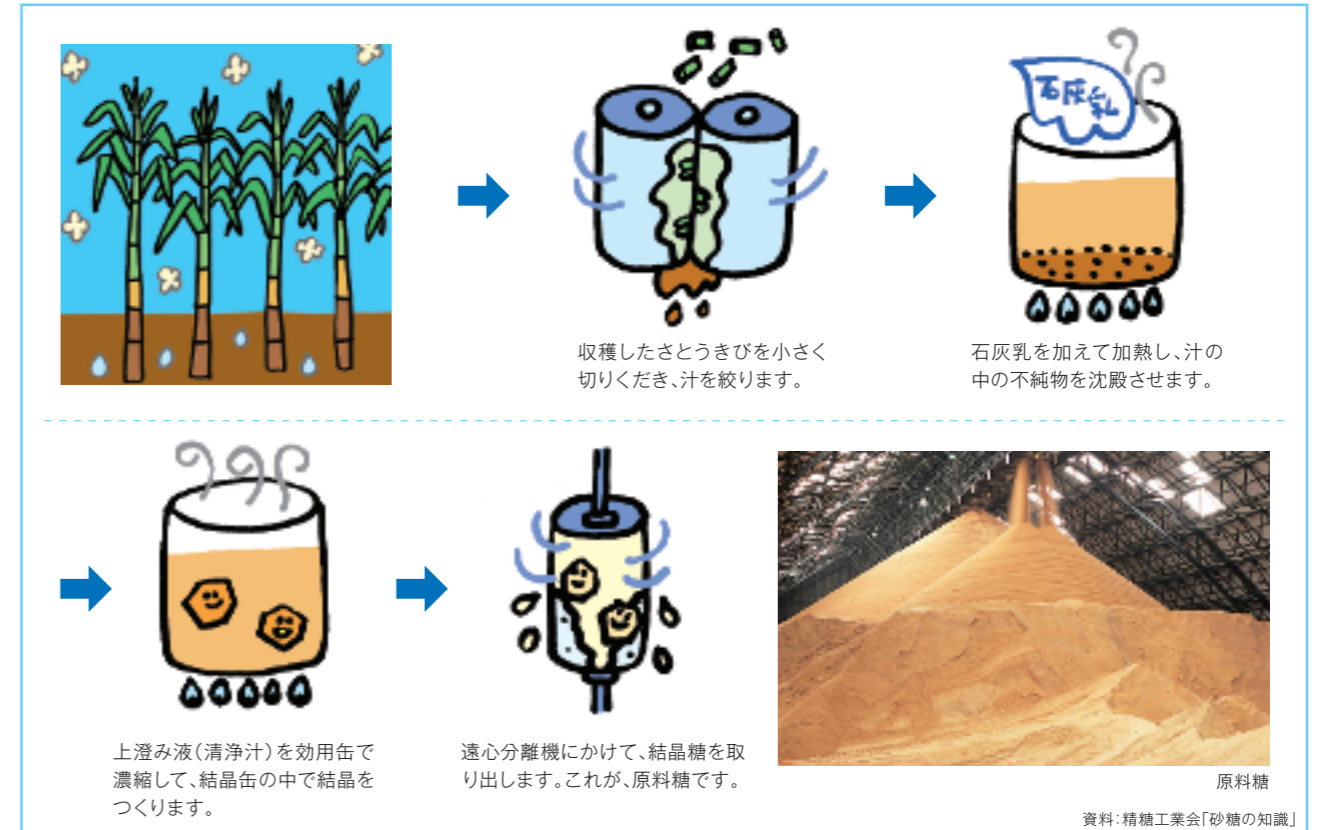 石灰乳
収穫したさとうきびを小さく
切りくだき、汁を絞ります。
石灰乳を加えて加熱し、汁の
中の不純物を沈殿させます。
上澄み液(清浄汁)を効用缶で
濃縮して、結晶缶の中で結晶を
つくります。
遠心分離機にかけて、結晶糖を取
り出します。これが、原料糖です。
原料糖
資料:精糖工業会「砂糖の知識」